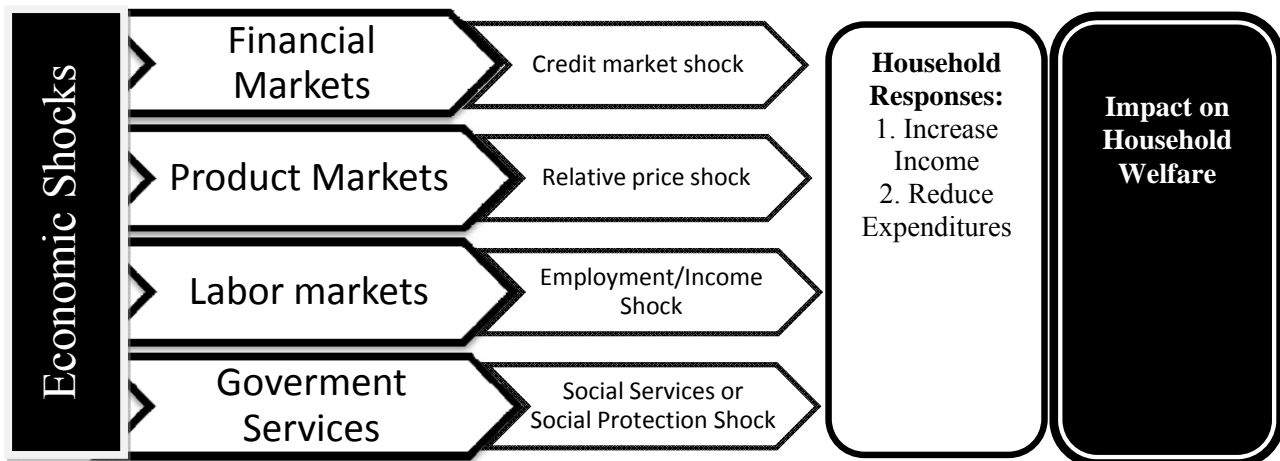 Economic Shocks
Financial
Markets
Credit market shock
Product Markets
Relative price shock
Labor markets
Employment/Income
Shock
Goverment
Services
Social Services or
Social Protection Shock
Household
Responses:
1. Increase
Income
2. Reduce
Expenditures
Impact on
Household
Welfare